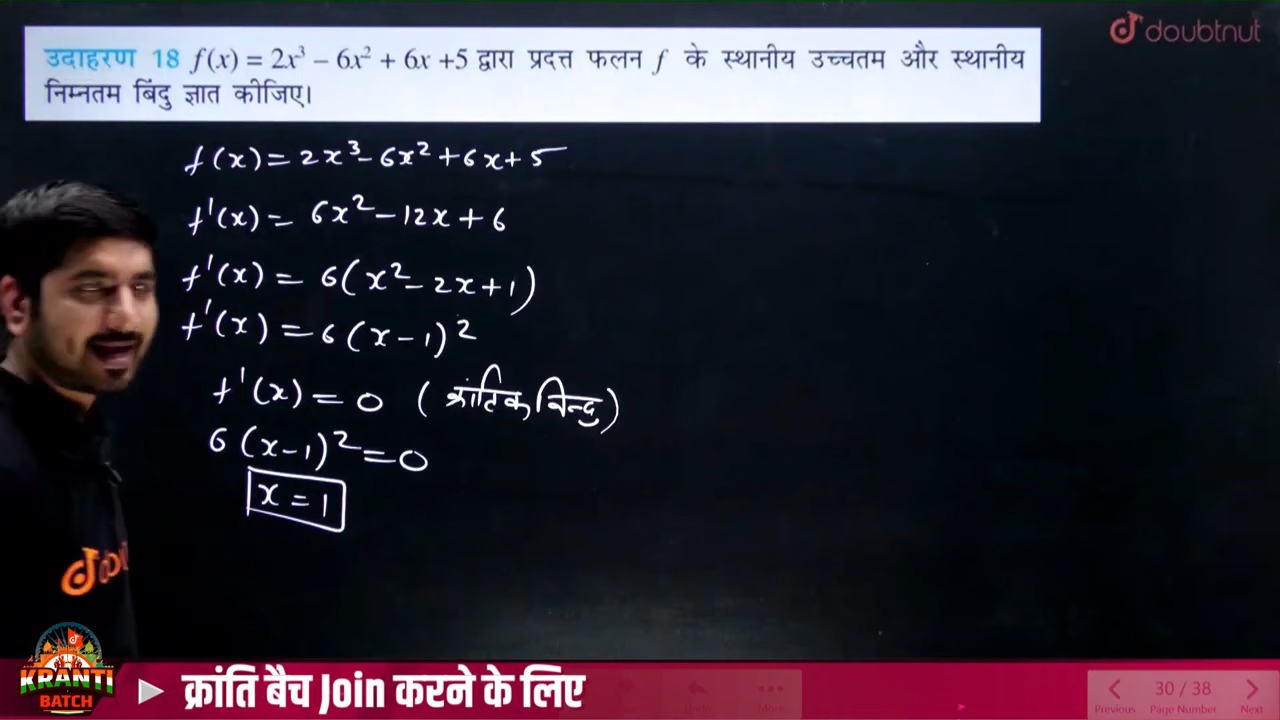 उदाहरण 18 f(x) = 2x³ – 6x² + 6x +5 द्वारा प्रदत्त फलन f के स्थानीय उच्चतम और स्थानीय
निम्नतम बिंदु ज्ञात कीजिए।
doubtnut
f(x) = 2x³ - 6x² + 6x + 5
f'(x) = 6x² - 12x + 6
f'(x) = 6(x² - 2x + 1)
f'(x) = 6(x - 1)²
f'(x) = 0 (क्रांतिक बिन्दु)
6(x-1)² = 0
x = 1
KRANTI
BATCH
क्रांति बैच Join करने के लिए
30 / 38
Previous Page Number Next
Undo
More